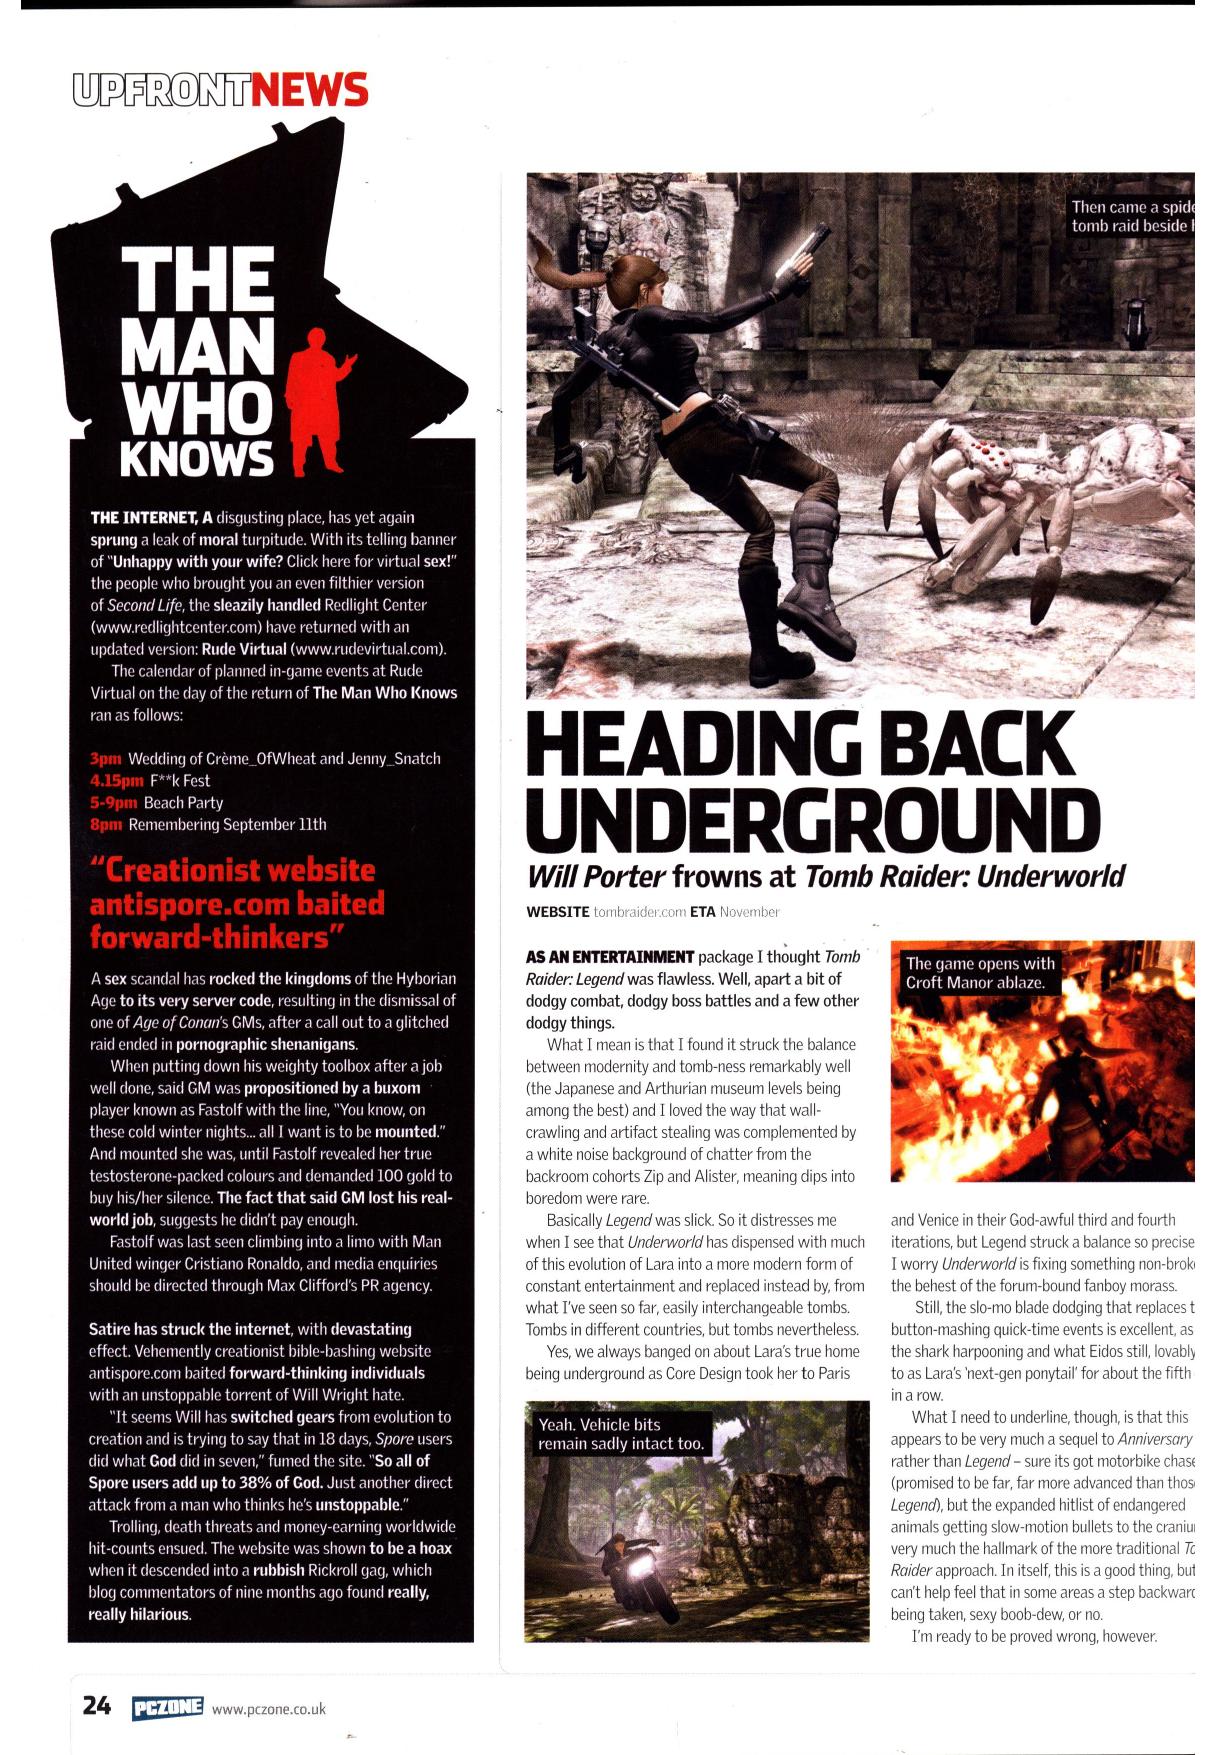 UPFRONTNEWS
THE
MAN
WHO
KNOWS
THE INTERNET, A disgusting place, has yet again
sprung a leak of moral turpitude. With its telling banner
of "Unhappy with your wife? Click here for virtual sex!"
the people who brought you an even filthier version
of Second Life, the sleazily handled Redlight Center
(www.redlightcenter.com) have returned with an
updated version: Rude Virtual (www.rudevirtual.com).
The calendar of planned in-game events at Rude
Virtual on the day of the return of The Man Who Knows
ran as follows:
3pm Wedding of Crème_OfWheat and Jenny_Snatch
4.15pm F**k Fest
5-9pm Beach Party
8pm Remembering September 11th
"Creationist website
antispore.com baited
forward-thinkers"
A sex scandal has rocked the kingdoms of the Hyborian
Age to its very server code, resulting in the dismissal of
one of Age of Conan's GMs, after a call out to a glitched
raid ended in pornographic shenanigans.
When putting down his weighty toolbox after a job
well done, said GM was propositioned by a buxom
player known as Fastolf with the line, "You know, on
these cold winter nights... all I want is to be mounted."
And mounted she was, until Fastolf revealed her true
testosterone-packed colours and demanded 100 gold to
buy his/her silence. The fact that said GM lost his real-
world job, suggests he didn't pay enough.
Fastolf was last seen climbing into a limo with Man
United winger Cristiano Ronaldo, and media enquiries
should be directed through Max Clifford's PR agency.
Satire has struck the internet, with devastating
effect. Vehemently creationist bible-bashing website
antispore.com baited forward-thinking individuals
with an unstoppable torrent of Will Wright hate.
"It seems Will has switched gears from evolution to
creation and is trying to say that in 18 days, Spore users
did what God did in seven," fumed the site. "So all of
Spore users add up to 38% of God. Just another direct
attack from a man who thinks he's unstoppable."
Trolling, death threats and money-earning worldwide
hit-counts ensued. The website was shown to be a hoax
when it descended into a rubbish Rickroll gag, which
blog commentators of nine months ago found really,
really hilarious.
Then came a spide
tomb raid beside h
HEADING BACK
UNDERGROUND
Will Porter frowns at Tomb Raider: Underworld
WEBSITE tombraider.com ETA November
AS AN ENTERTAINMENT package I thought Tomb
Raider: Legend was flawless. Well, apart a bit of
dodgy combat, dodgy boss battles and a few other
dodgy things.
What I mean is that I found it struck the balance
between modernity and tomb-ness remarkably well
(the Japanese and Arthurian museum levels being
among the best) and I loved the way that wall-
crawling and artifact stealing was complemented by
a white noise background of chatter from the
backroom cohorts Zip and Alister, meaning dips into
boredom were rare.
Basically Legend was slick. So it distresses me
when I see that Underworld has dispensed with much
of this evolution of Lara into a more modern form of
constant entertainment and replaced instead by, from
what I've seen so far, easily interchangeable tombs.
Tombs in different countries, but tombs nevertheless.
Yes, we always banged on about Lara's true home
being underground as Core Design took her to Paris
Yeah. Vehicle bits
remain sadly intact too.
The game opens with
Croft Manor ablaze.
and Venice in their God-awful third and fourth
iterations, but Legend struck a balance so precise
I worry Underworld is fixing something non-brok
the behest of the forum-bound fanboy morass.
Still, the slo-mo blade dodging that replaces t
button-mashing quick-time events is excellent, as
the shark harpooning and what Eidos still, lovably
to as Lara's 'next-gen ponytail' for about the fifth
in a row.
What I need to underline, though, is that this
appears to be very much a sequel to Anniversary
rather than Legend – sure its got motorbike chase
(promised to be far, far more advanced than thos
Legend), but the expanded hitlist of endangered
animals getting slow-motion bullets to the craniu
very much the hallmark of the more traditional To
Raider approach. In itself, this is a good thing, but
can't help feel that in some areas a step backward
being taken, sexy boob-dew, or no.
I'm ready to be proved wrong, however.
24 PCZONE www.pczone.co.uk